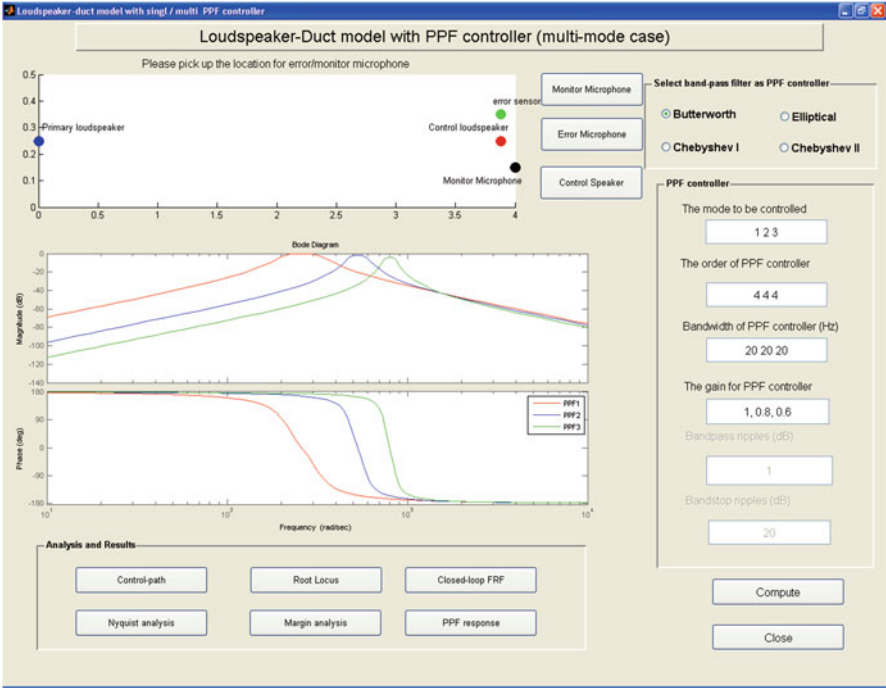 Loudspeaker-duct model with singl / multi PPF controller
Loudspeaker-Duct model with PPF controller (multi-mode case)
Please pick up the location for error/monitor microphone
0.5
0.4
0.3
0.2
0.1
0
error sensor
Primary loudspeaker
Control loudspeaker
Monitor Microphone
0
0.5
1
1.5
2
2.5
3
3.5
4
Monitor Microphone
Error Microphone
Control Speaker
Select band-pass filter as PPF controller
Butterworth
Elliptical
Chebyshev I
Chebyshev II
PPF controller
The mode to be controlled
1 2 3
The order of PPF controller
4 4 4
Bandwidth of PPF controller (Hz)
20 20 20
The gain for PPF controller
1, 0.8, 0.6
Bandpass ripples (dB)
1
Bandstop ripples (dB)
20
Compute
Close
Bode Diagram
Magnitude (dB)
0
-20
-40
-60
-80
-100
-120
-140
Phase (deg)
180
90
0
-90
-180
PPF1
PPF2
PPF3
10^1
10^2
10^3
10^4
Frequency (rad/sec)
Analysis and Results
Control-path
Root Locus
Closed-loop FRF
Nyquist analysis
Margin analysis
PPF response